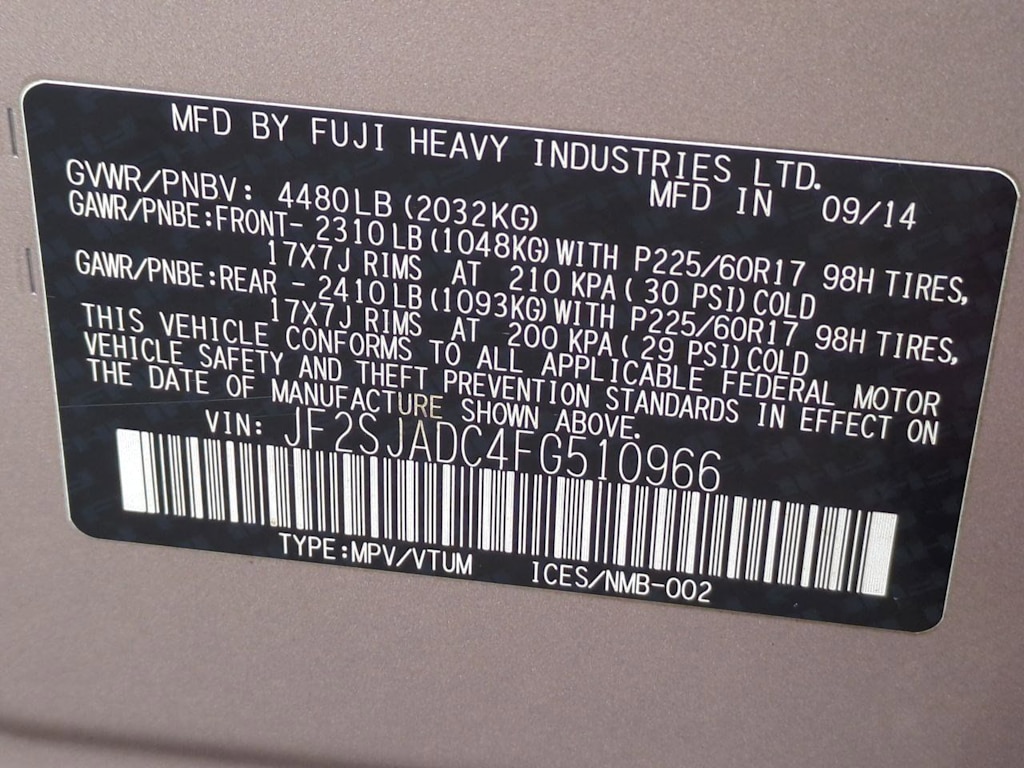 MFD BY FUJI HEAVY INDUSTRIES LTD.
MFD IN 09/14
GVWR/PNBV: 4480LB (2032KG)
GAWR/PNBE:FRONT- 2310LB (1048KG) WITH P225/60R17 98H TIRES,
17X7J RIMS AT 210 KPA ( 30 PSI) COLD
GAWR/PNBE:REAR - 2410LB (1093KG) WITH P225/60R17 98H TIRES,
17X7J RIMS AT 200 KPA ( 29 PSI) COLD
THIS VEHICLE CONFORMS TO ALL APPLICABLE FEDERAL MOTOR
VEHICLE SAFETY AND THEFT PREVENTION STANDARDS IN EFFECT ON
THE DATE OF MANUFACTURE SHOWN ABOVE.
VIN: JF2SJADC4FG510966
TYPE:MPV/VTUM ICES/NMB-002